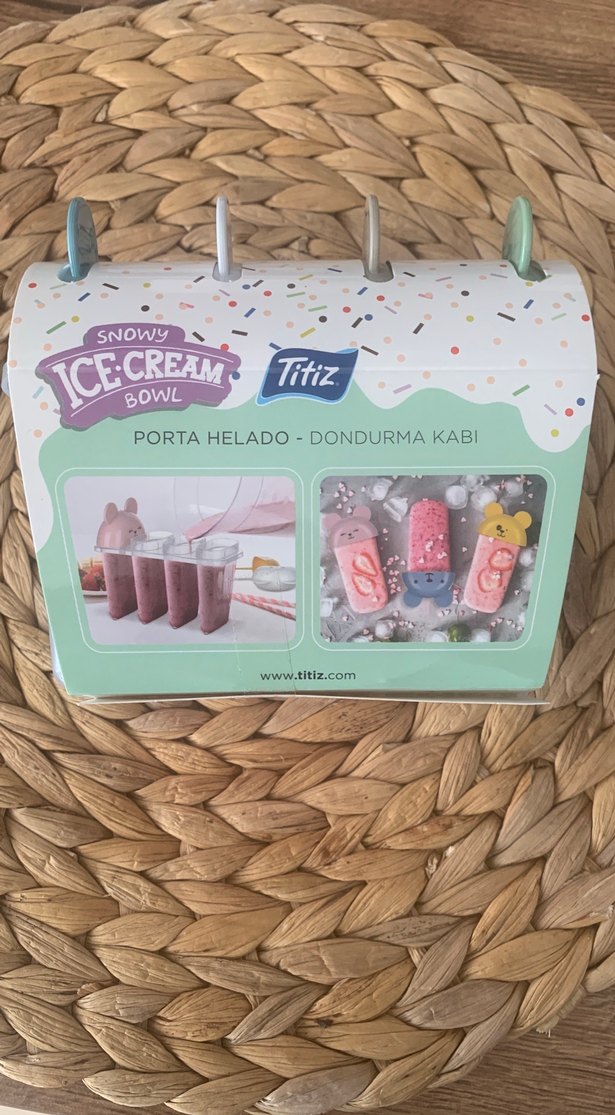 SNOWY
ICE-CREAM
BOWL
Titiz
PORTA HELADO - DONDURMA KABI
www.titiz.com